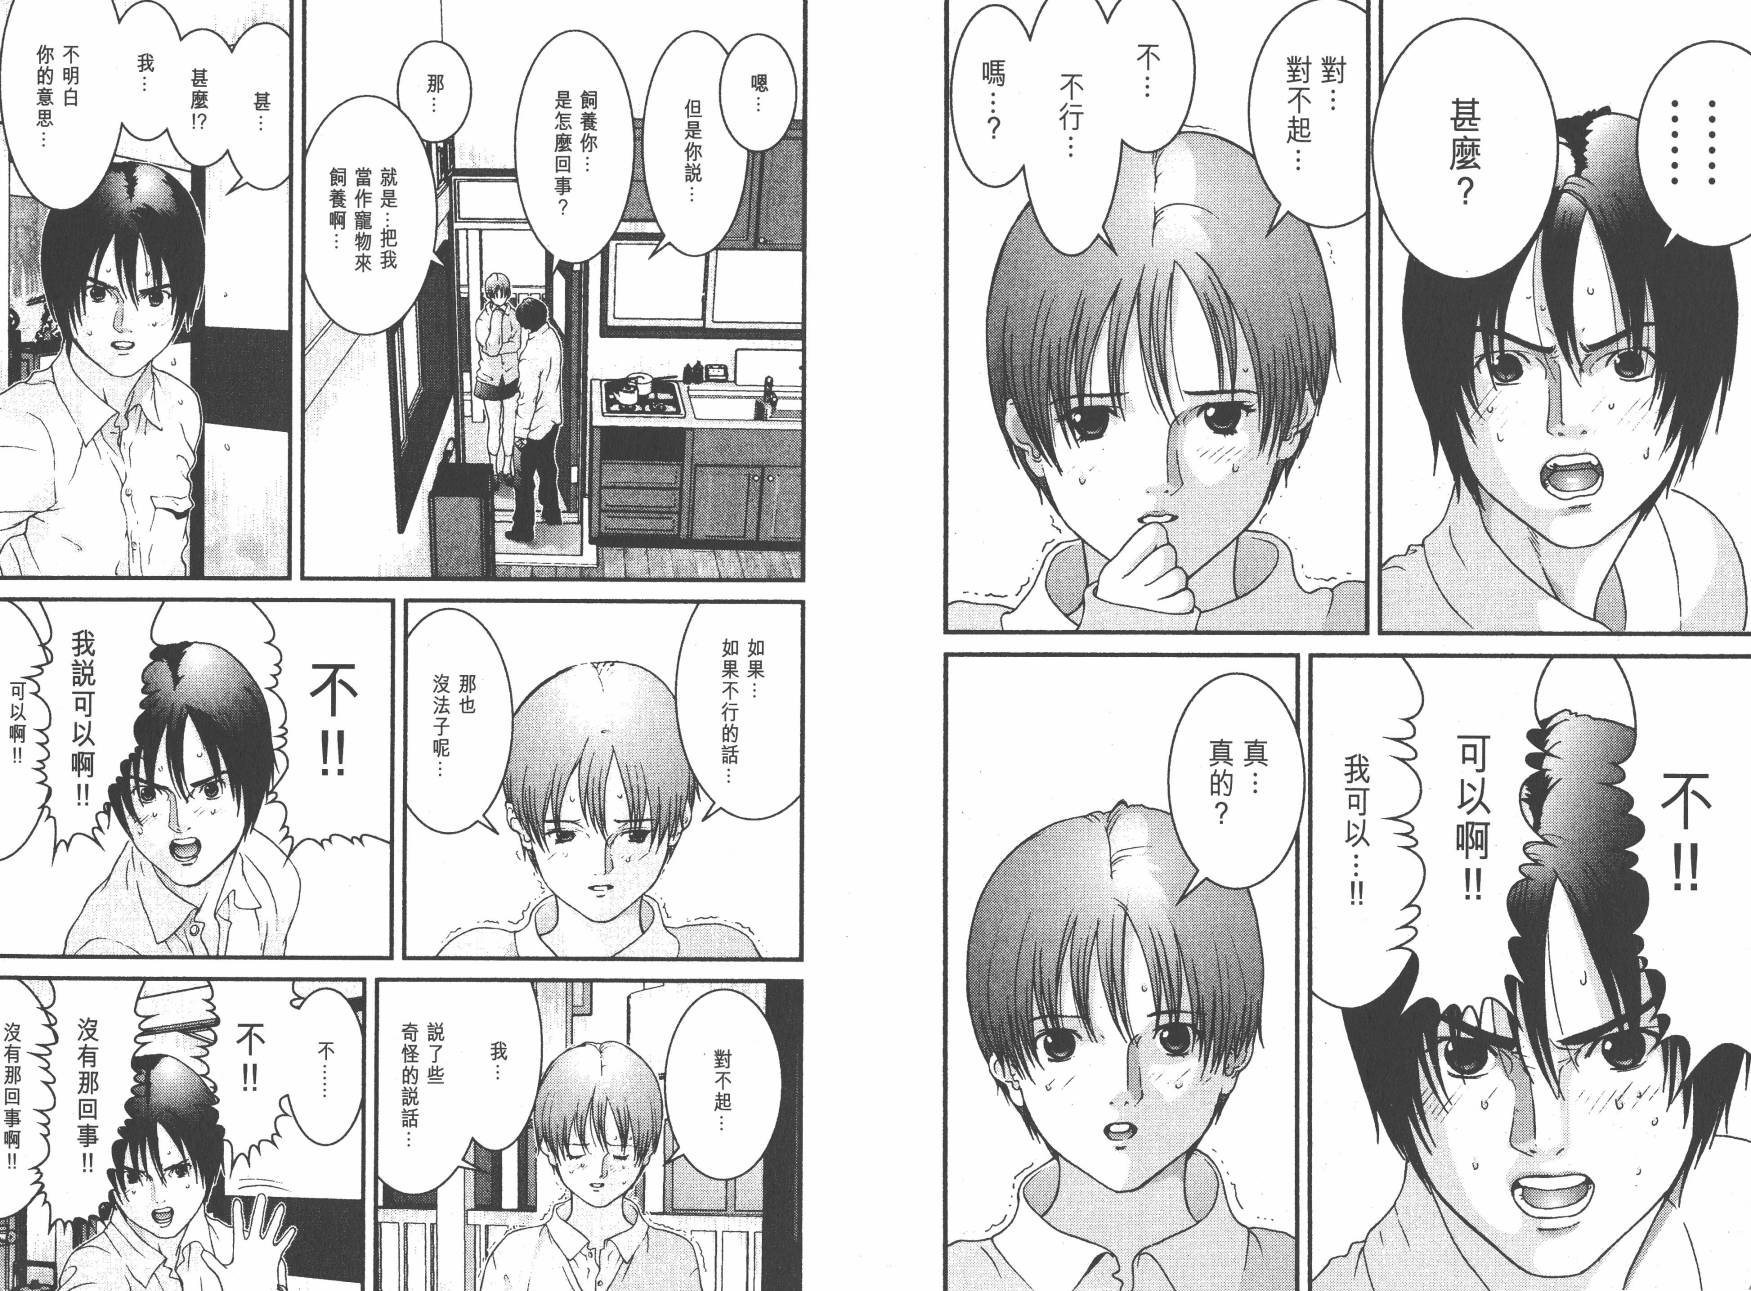 ………
………
甚麼？
對…
對不起…
不…
不行…
嗎…？
不!!
可以啊!!
我可以…!!
真…
真的？
嗯…
但是你說…
飼養你…
是怎麼回事？
那…
就是…把我
當作寵物來
飼養啊…
甚…
甚麼!?
我…
不明白
你的意思…
如果…
如果不行的話…
那也
沒法子呢…
不!!
我説可以啊!!
可以啊!!
對不起…
我…
説了些
奇怪的説話…
不……
不!!
沒有那回事!!
沒有那回事啊!!